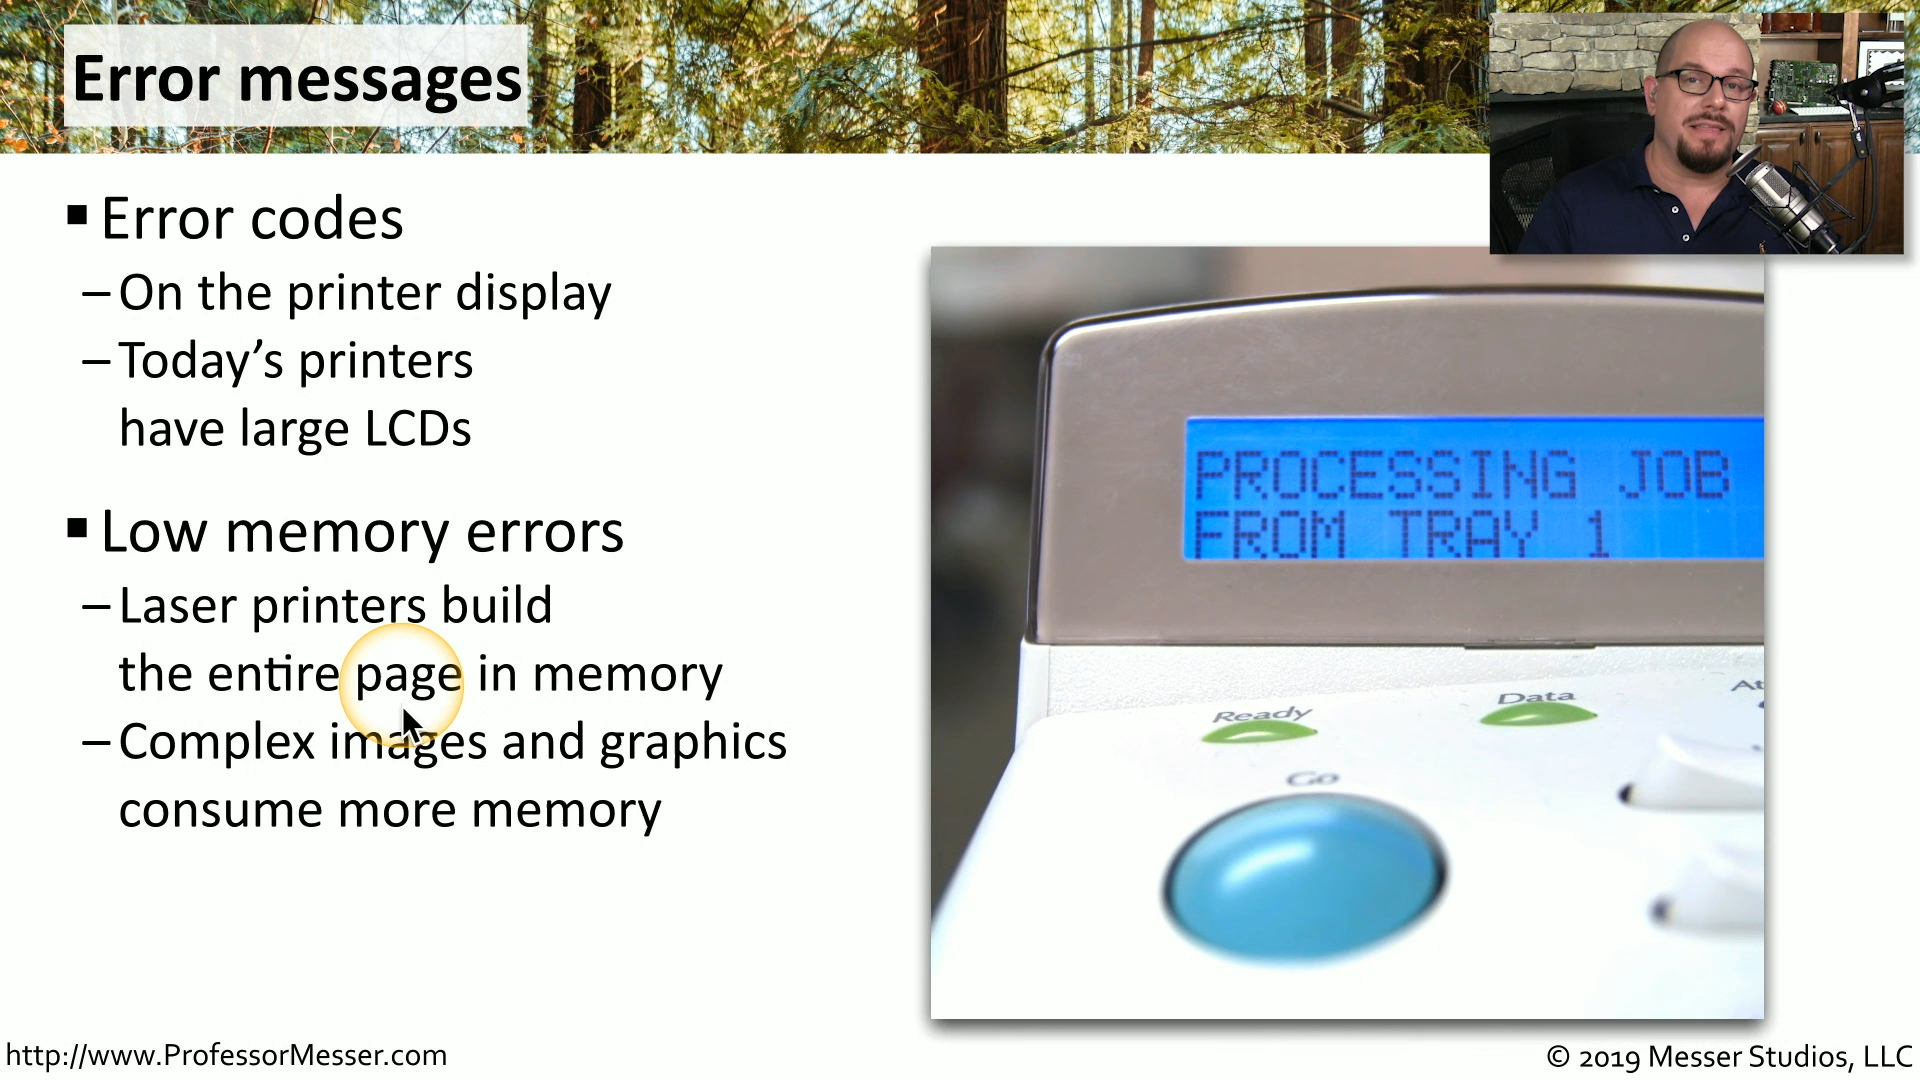 Error messages
▪ Error codes
– On the printer display
– Today’s printers
have large LCDs
▪ Low memory errors
– Laser printers build
the entire page in memory
– Complex images and graphics
consume more memory
PROCESSING JOB
FROM TRAY 1
Ready
Data
Go
http://www.ProfessorMesser.com
© 2019 Messer Studios, LLC